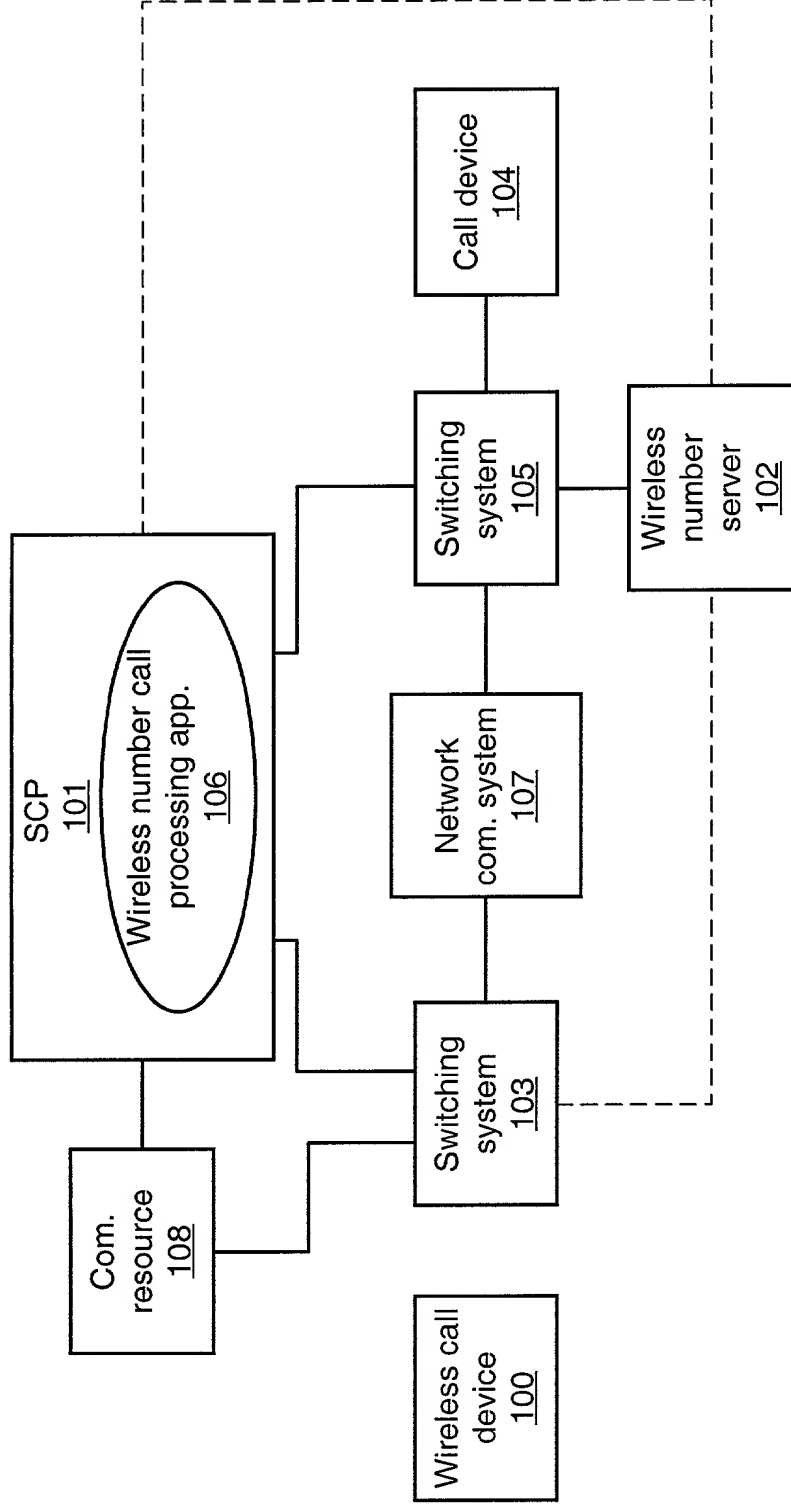 SCP
101
Wireless number call
processing app.
106
Com.
resource
108
Wireless call
device
100
Switching
system
103
Network
com. system
107
Switching
system
105
Call device
104
Wireless
number
server
102